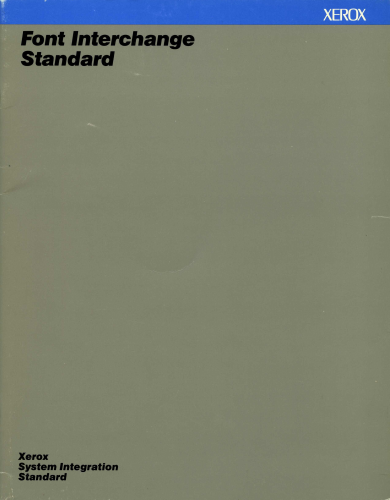 XEROX
Font Interchange
Standard
Xerox
System Integration
Standard